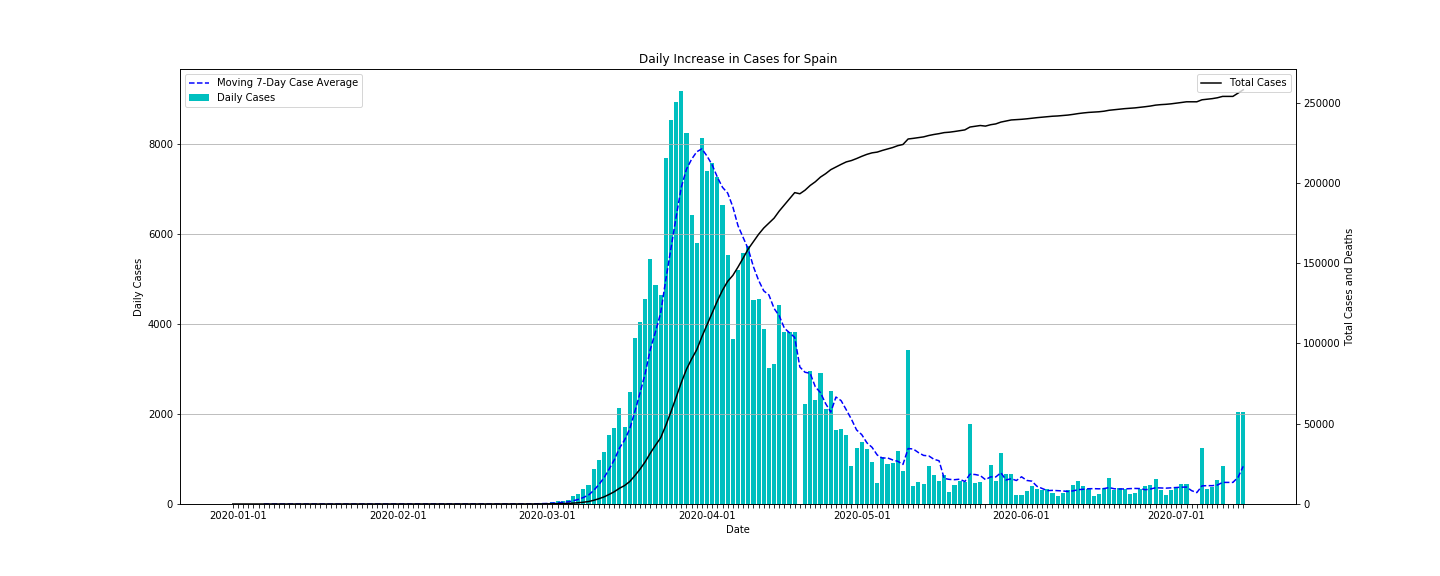 Daily Increase in Cases for Spain
Moving 7-Day Case Average
Daily Cases
Total Cases
Daily Cases
8000
6000
4000
2000
0
250000
200000
150000
100000
50000
0
Total Cases and Deaths
2020-01-01
2020-02-01
2020-03-01
2020-04-01
2020-05-01
2020-06-01
2020-07-01
Date